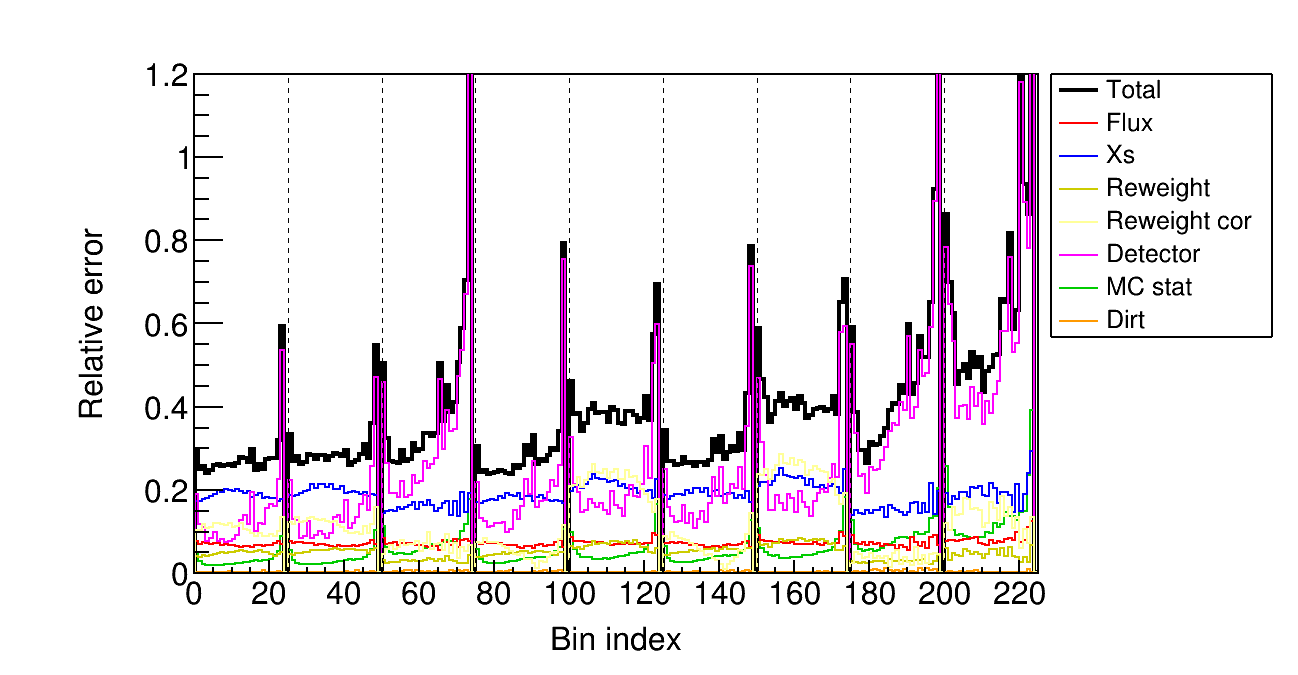 1.2
1
0.8
0.6
0.4
0.2
0
Relative error
0 20 40 60 80 100 120 140 160 180 200 220
Bin index
Total
Flux
Xs
Reweight
Reweight cor
Detector
MC stat
Dirt